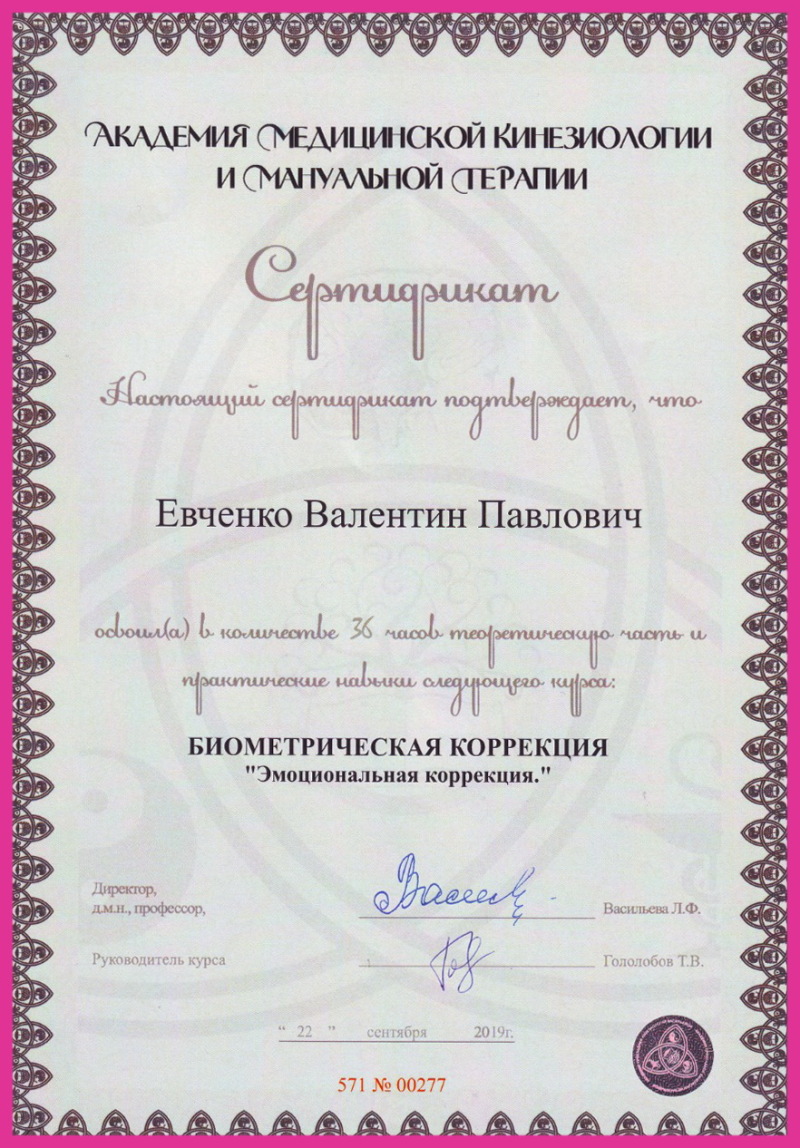 Академия Медицинской Кинезиологии
и Мануальной Терапии
Сертификат
Настоящий сертификат подтверждает, что
Евченко Валентин Павлович
освоил(а) в количестве 36 часов теоретическую часть и
практические навыки следующего курса:
БИОМЕТРИЧЕСКАЯ КОРРЕКЦИЯ
"Эмоциональная коррекция."
Директор,
д.м.н., профессор,
Васильева Л.Ф.
Руководитель курса
Гололобов Т.В.
“ 22 ” сентября 2019г.
571 № 00277